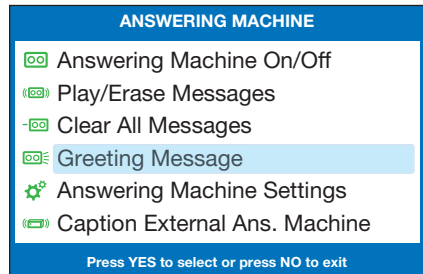 ANSWERING MACHINE
Answering Machine On/Off
Play/Erase Messages
Clear All Messages
Greeting Message
Answering Machine Settings
Caption External Ans. Machine
Press YES to select or press NO to exit